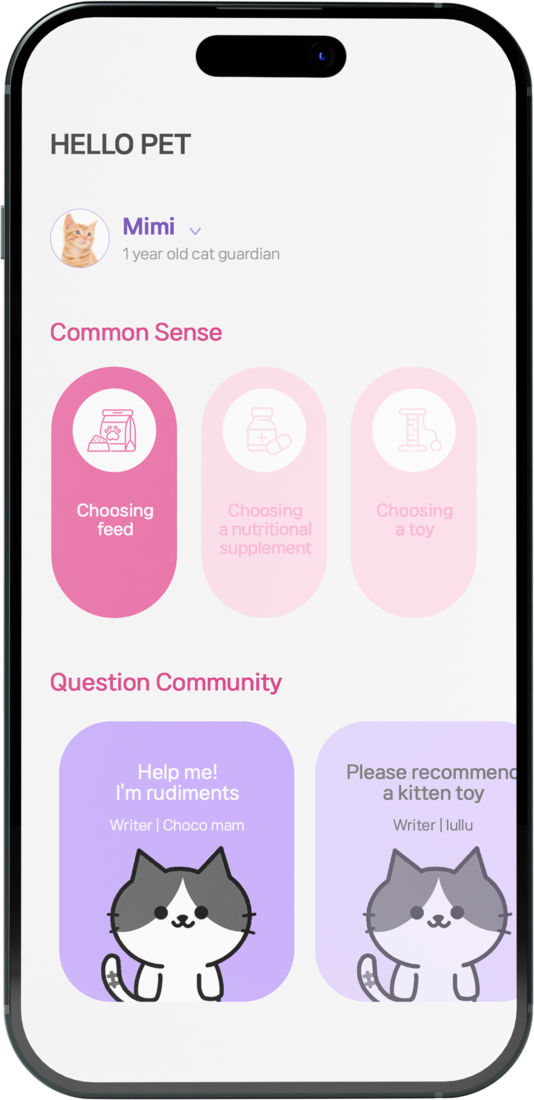 HELLO PET
Mimi
1 year old cat guardian
Common Sense
Choosing
feed
Choosing
a nutritional
supplement
Choosing
a toy
Question Community
Help me!
I'm rudiments
Writer | Choco mam
Please recommend
a kitten toy
Writer | lullu